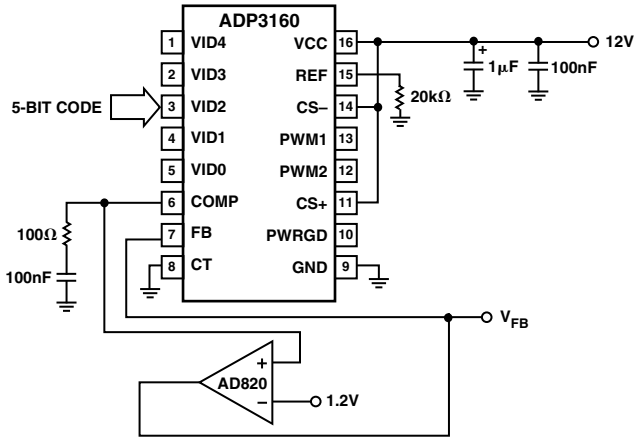 ADP3160
1 VID4 VCC 16 12V
2 VID3 REF 15 + 1μF 100nF
5-BIT CODE 3 VID2 CS– 14 20kΩ
4 VID1 PWM1 13
5 VID0 PWM2 12
6 COMP CS+ 11
100Ω 7 FB PWRGD 10
100nF 8 CT GND 9
VFB
+
AD820
– 1.2V